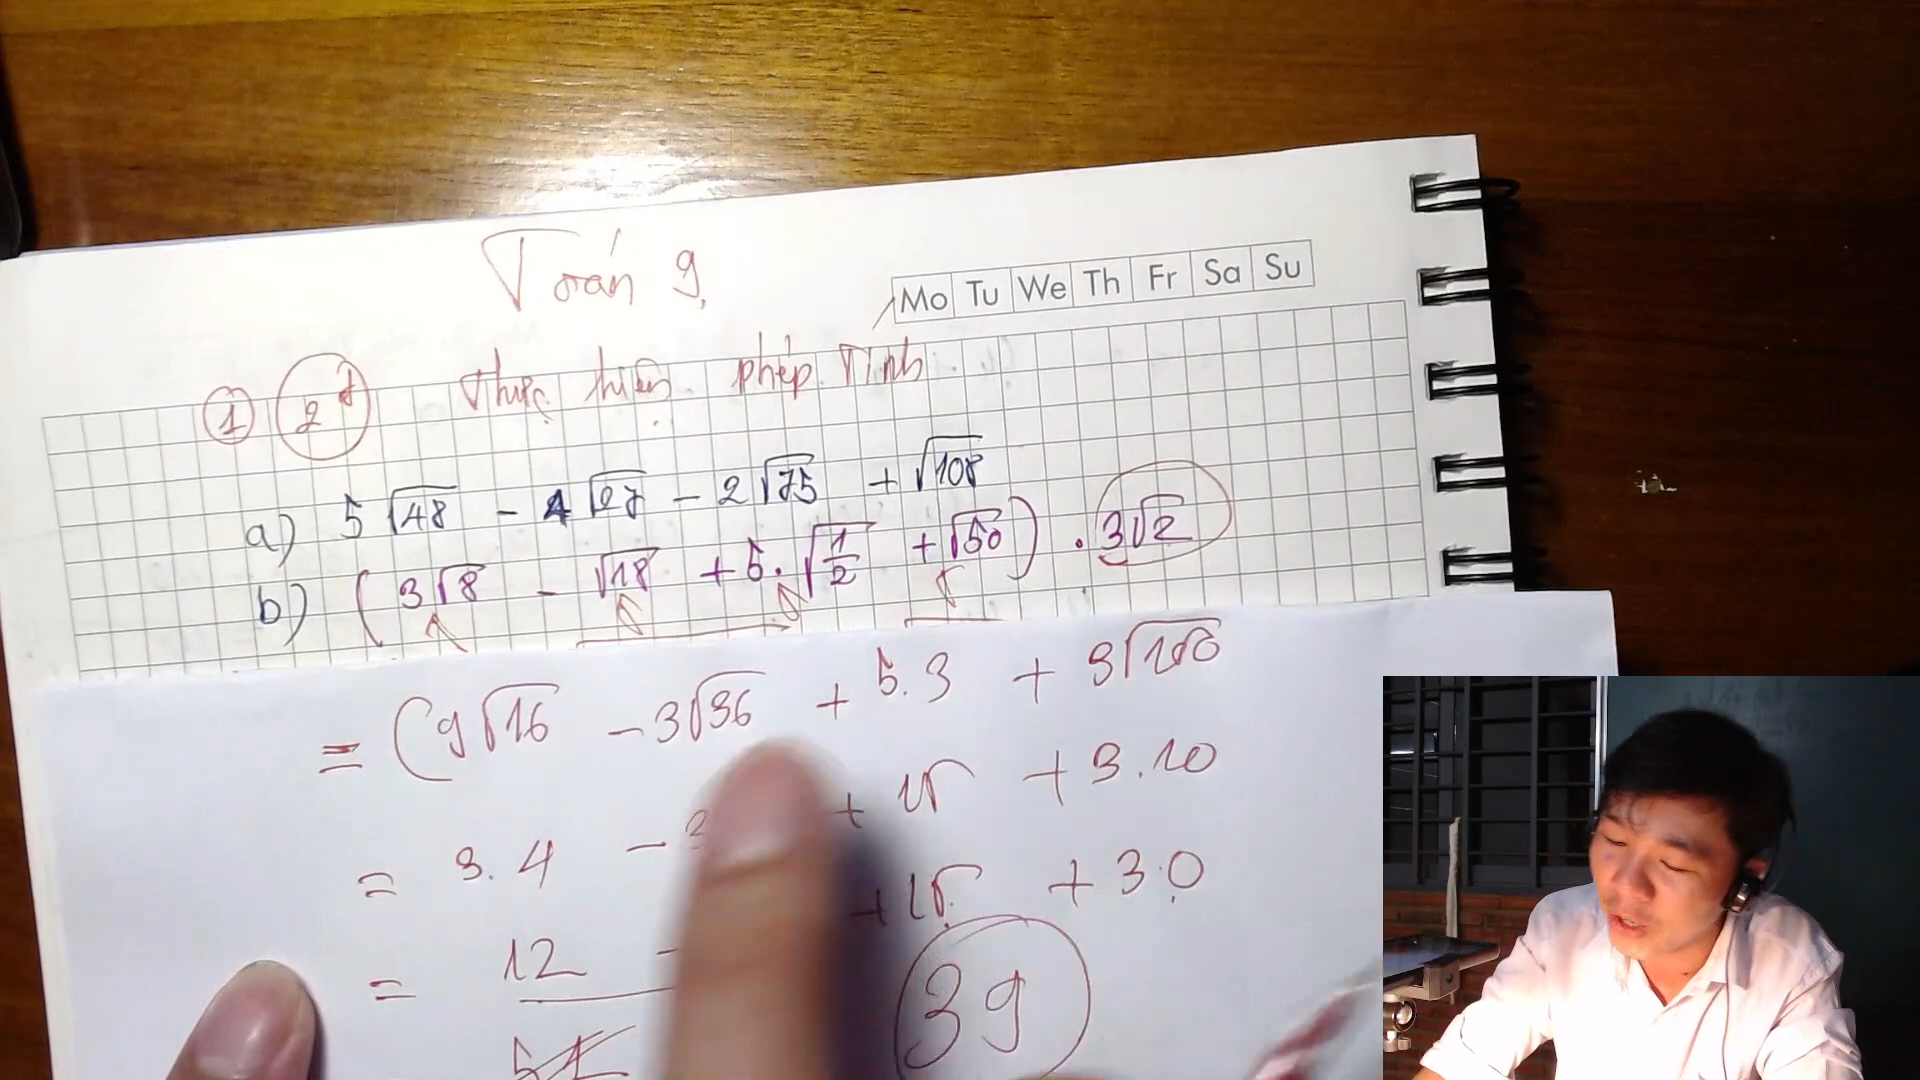 Toán 9
Mo Tu We Th Fr Sa Su
① 2đ Thực hiện phép tính
a) 5√48 - 4√27 - 2√75 + √108
b) (3√8 - √18 + 5.√1/2 + √50) . 3√2
= (9√16 - 3√36 + 5.3 + 3√100
= 3.4 - 3 + 15 + 3.10
= 12 - + 15 + 30
39